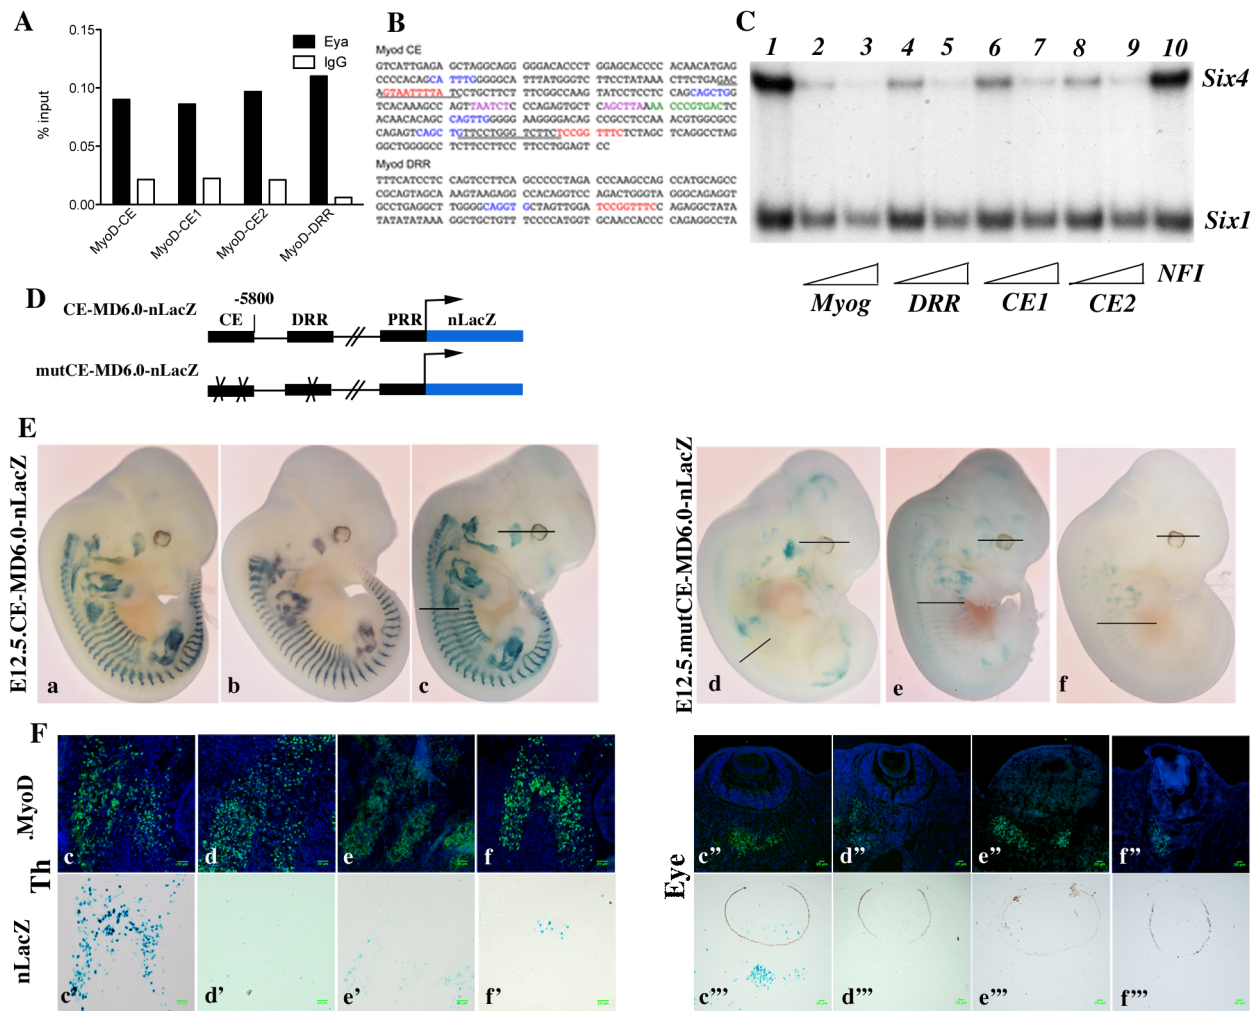 A
0.15
0.10
0.05
0.00
% input
Eya
IgG
MyoD-CE
MyoD-CE1
MyoD-CE2
MyoD-DRR
B
Myod CE
GTCATTGAGA GCTAGGCAGG GGGACACCCT GGAGCACCCC ACAACATGAG
CCCCACAGCA TTTGGGGGCA TTTATGGGTC TTCCTATAAA CTTCTGAGAC
AGTAATTTTA TCCTGCTTCT TTCGGCCAAG TATCCTCCTC CAGCAGCTGG
TCACAAAGCC AGTTAATCTC CCAGAGTGCT CAGCTTAAAA CCCGTGACTC
ACAACACAGC CAGTTGGGGG AAGGGGACAG CCGCCTCCAA ACGTGGCGCC
CAGAGTCAGC TGTTCCTGGG TCTTCTCCGG TTTCTCTAGC TCAGGCCTAG
GGCTGGGGCC TCTTCCTTCC TTCCTGGAGT CC
Myod DRR
TTTCATCCTC CAGTCCTTCA GCCCCCTAGA CCCAAGCCAG CCATGCAGCC
CGCAGTAGCA AAGTAAGAGG CCACAGGTCC AGACTGGGTA GGGCAGAGGT
GCCTGAGGCT TGGGGCAGGT GGCTAGTTGGA TCCGGTTTCC CAGAGGCTATA
TATATATAAA GGCTGCTGTT TCCCCATGGT GCAACCACCC CAGAGGCCTA
C
1 2 3 4 5 6 7 8 9 10
Six4
Six1
Myog DRR CE1 CE2 NFI
D
-5800
CE-MD6.0-nLacZ
CE DRR PRR nLacZ
mutCE-MD6.0-nLacZ
E
E12.5.CE-MD6.0-nLacZ
a b c
E12.5.mutCE-MD6.0-nLacZ
d e f
F
.MyoD
Th
nLacZ
c d e f
c' d' e' f'
Eye
c” d” e” f”
c”’ d”’ e”’ f”’